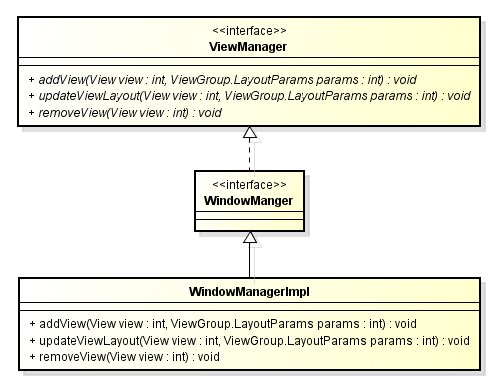 <<interface>>
ViewManager
+ addView(View view : int, ViewGroup.LayoutParams params : int) : void
+ updateViewLayout(View view : int, ViewGroup.LayoutParams params : int) : void
+ removeView(View view : int) : void
<<interface>>
WindowManger
WindowManagerImpl
+ addView(View view : int, ViewGroup.LayoutParams params : int) : void
+ updateViewLayout(View view : int, ViewGroup.LayoutParams params : int) : void
+ removeView(View view : int) : void